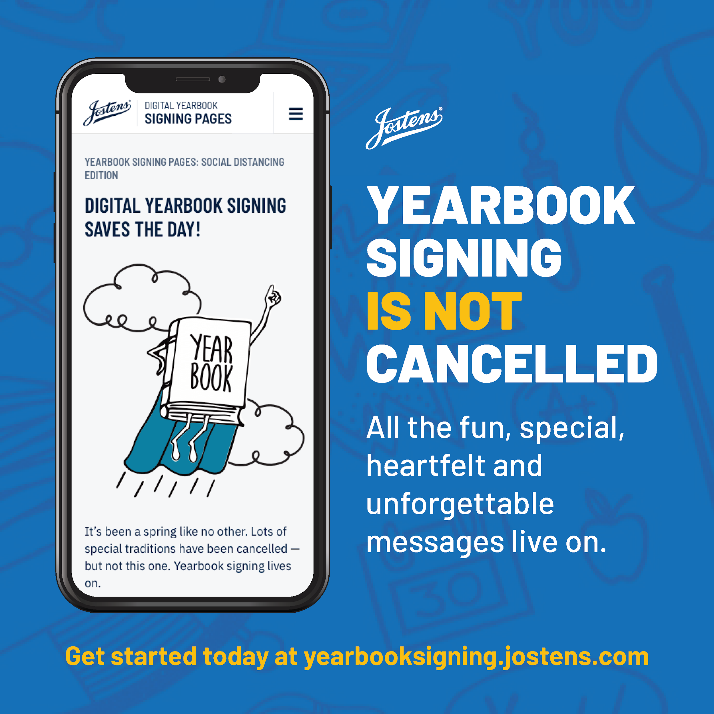 Jostens
DIGITAL YEARBOOK
SIGNING PAGES
YEARBOOK SIGNING PAGES: SOCIAL DISTANCING
EDITION
DIGITAL YEARBOOK SIGNING
SAVES THE DAY!
YEAR
BOOK
It's been a spring like no other. Lots of
special traditions have been cancelled —
but not this one. Yearbook signing lives
on.
Jostens
YEARBOOK
SIGNING
IS NOT
CANCELLED
All the fun, special,
heartfelt and
unforgettable
messages live on.
30
Get started today at yearbooksigning.jostens.com